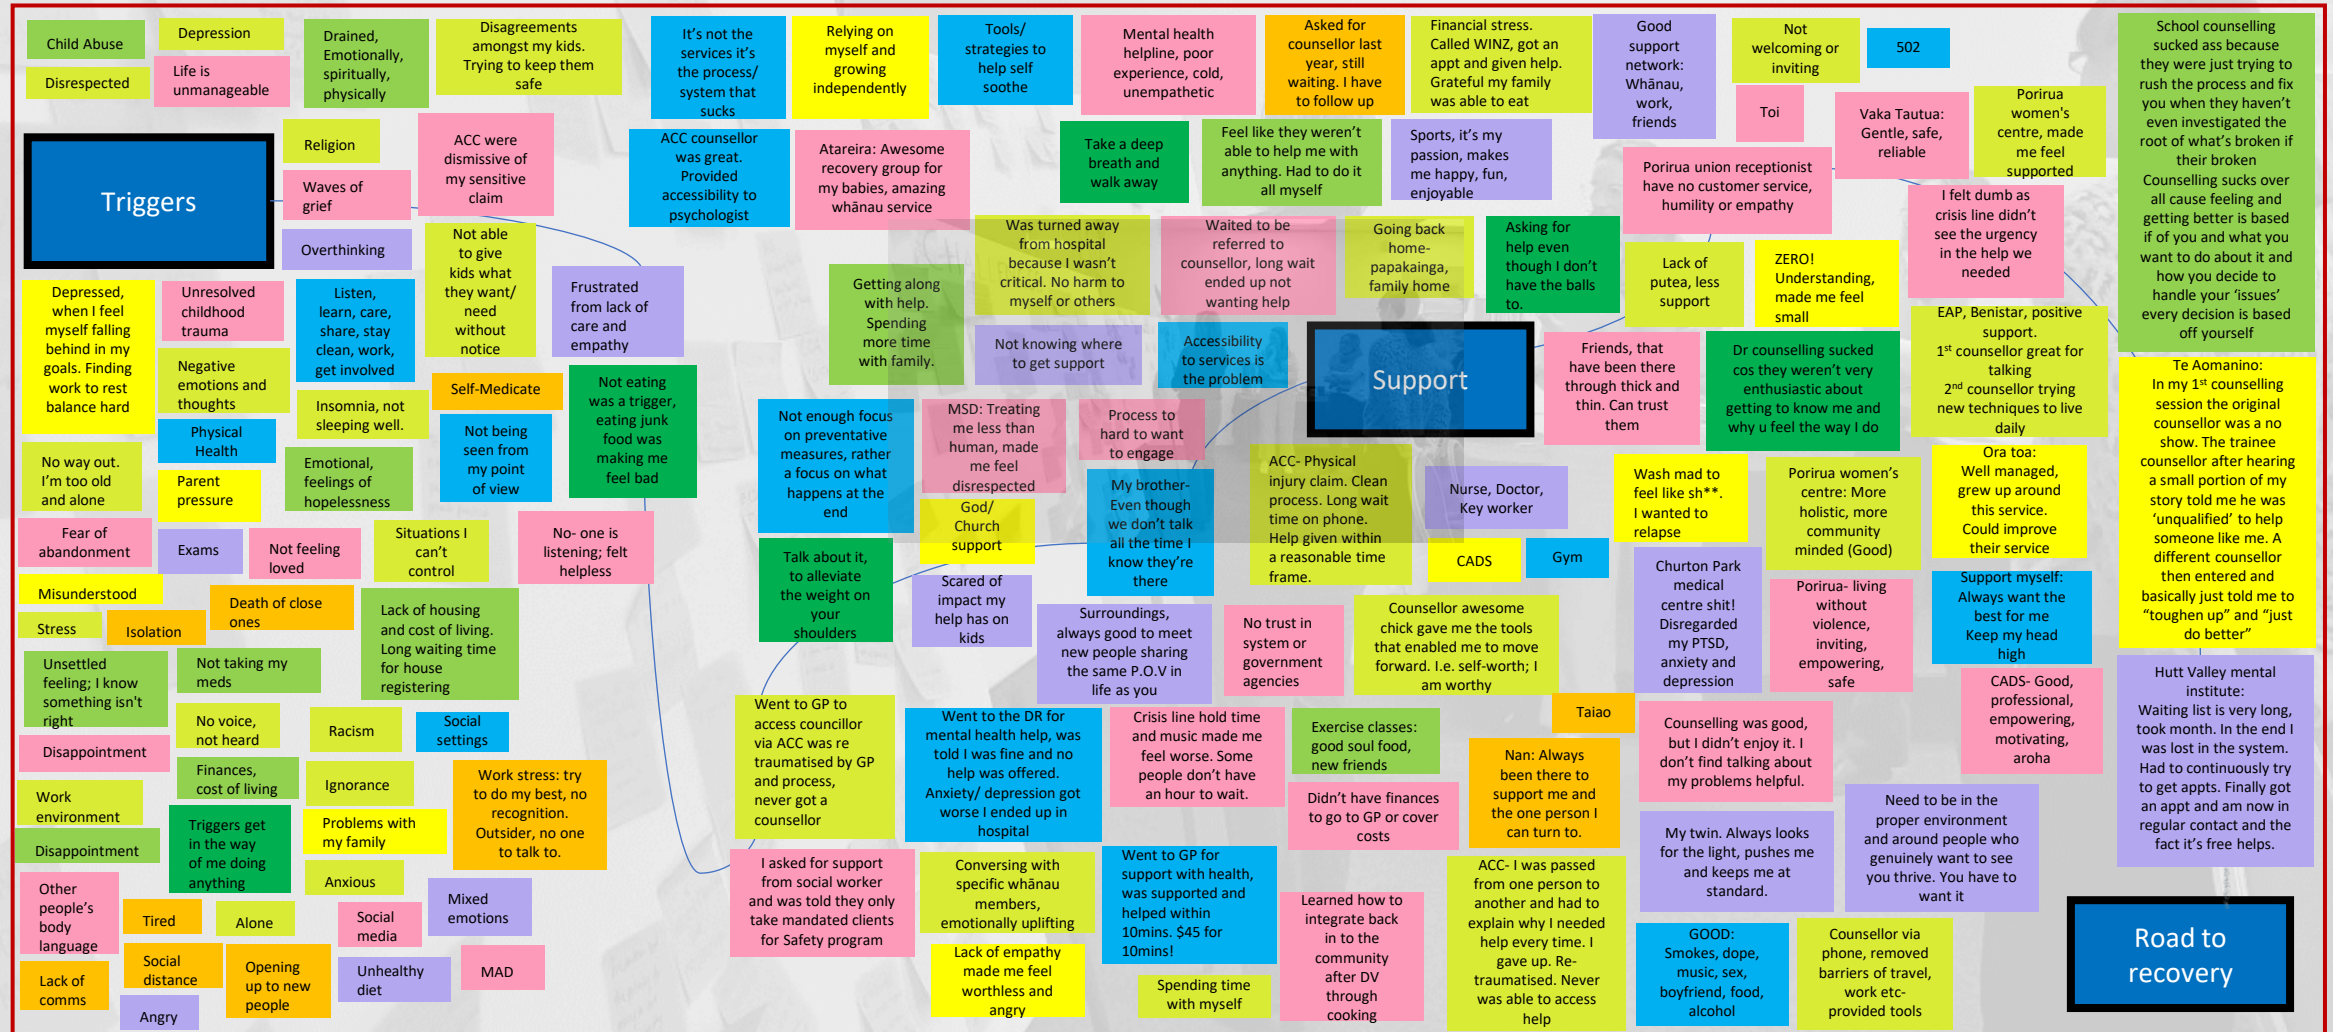 Child Abuse
Depression
Disrespected
Life is
unmanageable
Drained,
Emotionally,
spiritually,
physically
Disagreements
amongst my kids.
Trying to keep them
safe
Triggers
Religion
Waves of
grief
Overthinking
ACC were
dismissive of
my sensitive
claim
Not able
to give
kids what
they want/
need
without
notice
Frustrated
from lack of
care and
empathy
Depressed,
when I feel
myself falling
behind in my
goals. Finding
work to rest
balance hard
Unresolved
childhood
trauma
Listen,
learn, care,
share, stay
clean, work,
get involved
Negative
emotions and
thoughts
Insomnia, not
sleeping well.
Self-Medicate
Physical
Health
Not being
seen from
my point
of view
Not eating
was a trigger,
eating junk
food was
making me
feel bad
No way out.
I'm too old
and alone
Parent
pressure
Emotional,
feelings of
hopelessness
Fear of
abandonment
Exams
Not feeling
loved
Situations I
can't
control
No- one is
listening; felt
helpless
Misunderstood
Stress
Isolation
Death of close
ones
Lack of housing
and cost of living.
Long waiting time
for house
registering
Unsettled
feeling; I know
something isn't
right
Not taking my
meds
No voice,
not heard
Racism
Social
settings
Disappointment
Finances,
cost of living
Ignorance
Work stress: try
to do my best, no
recognition.
Outsider, no one
to talk to.
Work
environment
Triggers get
in the way
of me doing
anything
Problems with
my family
Disappointment
Anxious
Other
people's
body
language
Tired
Alone
Social
media
Mixed
emotions
Lack of
comms
Social
distance
Opening
up to new
people
Unhealthy
diet
MAD
Angry
It's not the
services it's
the process/
system that
sucks
Relying on
myself and
growing
independently
Tools/
strategies to
help self
soothe
Mental health
helpline, poor
experience, cold,
unempathetic
Asked for
counsellor last
year, still
waiting. I have
to follow up
Financial stress.
Called WINZ, got an
appt and given help.
Grateful my family
was able to eat
Good
support
network:
Whānau,
work,
friends
Not
welcoming or
inviting
502
Toi
Vaka Tautua:
Gentle, safe,
reliable
Porirua
women's
centre, made
me feel
supported
School counselling
sucked ass because
they were just trying to
rush the process and fix
you when they haven't
even investigated the
root of what's broken if
their broken
Counselling sucks over
all cause feeling and
getting better is based
if of you and what you
want to do about it and
how you decide to
handle your 'issues'
every decision is based
off yourself
ACC counsellor
was great.
Provided
accessibility to
psychologist
Atareira: Awesome
recovery group for
my babies, amazing
whānau service
Take a deep
breath and
walk away
Feel like they weren't
able to help me with
anything. Had to do it
all myself
Sports, it's my
passion, makes
me happy, fun,
enjoyable
Porirua union receptionist
have no customer service,
humility or empathy
I felt dumb as
crisis line didn't
see the urgency
in the help we
needed
Was turned away
from hospital
because I wasn't
critical. No harm to
myself or others
Waited to be
referred to
counsellor, long wait
ended up not
wanting help
Going back
home-
papakainga,
family home
Asking for
help even
though I don't
have the balls
to.
Lack of
putea, less
support
ZERO!
Understanding,
made me feel
small
Getting along
with help.
Spending
more time
with family.
Not knowing where
to get support
Accessibility
to services is
the problem
Support
Friends, that
have been there
through thick and
thin. Can trust
them
Dr counselling sucked
cos they weren't very
enthusiastic about
getting to know me and
why u feel the way I do
EAP, Benistar, positive
support.
1st counsellor great for
talking
2nd counsellor trying
new techniques to live
daily
Te Aomanino:
In my 1st counselling
session the original
counsellor was a no
show. The trainee
counsellor after hearing
a small portion of my
story told me he was
'unqualified' to help
someone like me. A
different counsellor
then entered and
basically just told me to
"toughen up" and "just
do better"
Not enough focus
on preventative
measures, rather
a focus on what
happens at the
end
MSD: Treating
me less than
human, made
me feel
disrespected
Process to
hard to want
to engage
My brother-
Even though
we don't talk
all the time I
know they're
there
ACC- Physical
injury claim. Clean
process. Long wait
time on phone.
Help given within
a reasonable time
frame.
Nurse, Doctor,
Key worker
Wash mad to
feel like sh**.
I wanted to
relapse
Porirua women's
centre: More
holistic, more
community
minded (Good)
Ora toa:
Well managed,
grew up around
this service.
Could improve
their service
God/
Church
support
CADS
Gym
Talk about it,
to alleviate
the weight on
your
shoulders
Scared of
impact my
help has on
kids
Surroundings,
always good to meet
new people sharing
the same P.O.V in
life as you
No trust in
system or
government
agencies
Counsellor awesome
chick gave me the tools
that enabled me to move
forward. I.e. self-worth; I
am worthy
Churton Park
medical
centre shit!
Disregarded
my PTSD,
anxiety and
depression
Porirua- living
without
violence,
inviting,
empowering,
safe
Support myself:
Always want the
best for me
Keep my head
high
Hutt Valley mental
institute:
Waiting list is very long,
took month. In the end I
was lost in the system.
Had to continuously try
to get appts. Finally got
an appt and am now in
regular contact and the
fact it's free helps.
CADS- Good,
professional,
empowering,
motivating,
aroha
Went to GP to
access councillor
via ACC was re
traumatised by GP
and process,
never got a
counsellor
Went to the DR for
mental health help, was
told I was fine and no
help was offered.
Anxiety/ depression got
worse I ended up in
hospital
Crisis line hold time
and music made me
feel worse. Some
people don't have
an hour to wait.
Exercise classes:
good soul food,
new friends
Taiao
Nan: Always
been there to
support me and
the one person I
can turn to.
Counselling was good,
but I didn't enjoy it. I
don't find talking about
my problems helpful.
Didn't have finances
to go to GP or cover
costs
My twin. Always looks
for the light, pushes me
and keeps me at
standard.
Need to be in the
proper environment
and around people who
genuinely want to see
you thrive. You have to
want it
I asked for support
from social worker
and was told they only
take mandated clients
for Safety program
Conversing with
specific whānau
members,
emotionally uplifting
Went to GP for
support with health,
was supported and
helped within
10mins. $45 for
10mins!
Learned how to
integrate back
in to the
community
after DV
through
cooking
ACC- I was passed
from one person to
another and had to
explain why I needed
help every time. I
gave up. Re-
traumatised. Never
was able to access
help
GOOD:
Smokes, dope,
music, sex,
boyfriend, food,
alcohol
Counsellor via
phone, removed
barriers of travel,
work etc-
provided tools
Lack of empathy
made me feel
worthless and
angry
Spending time
with myself
Road to
recovery